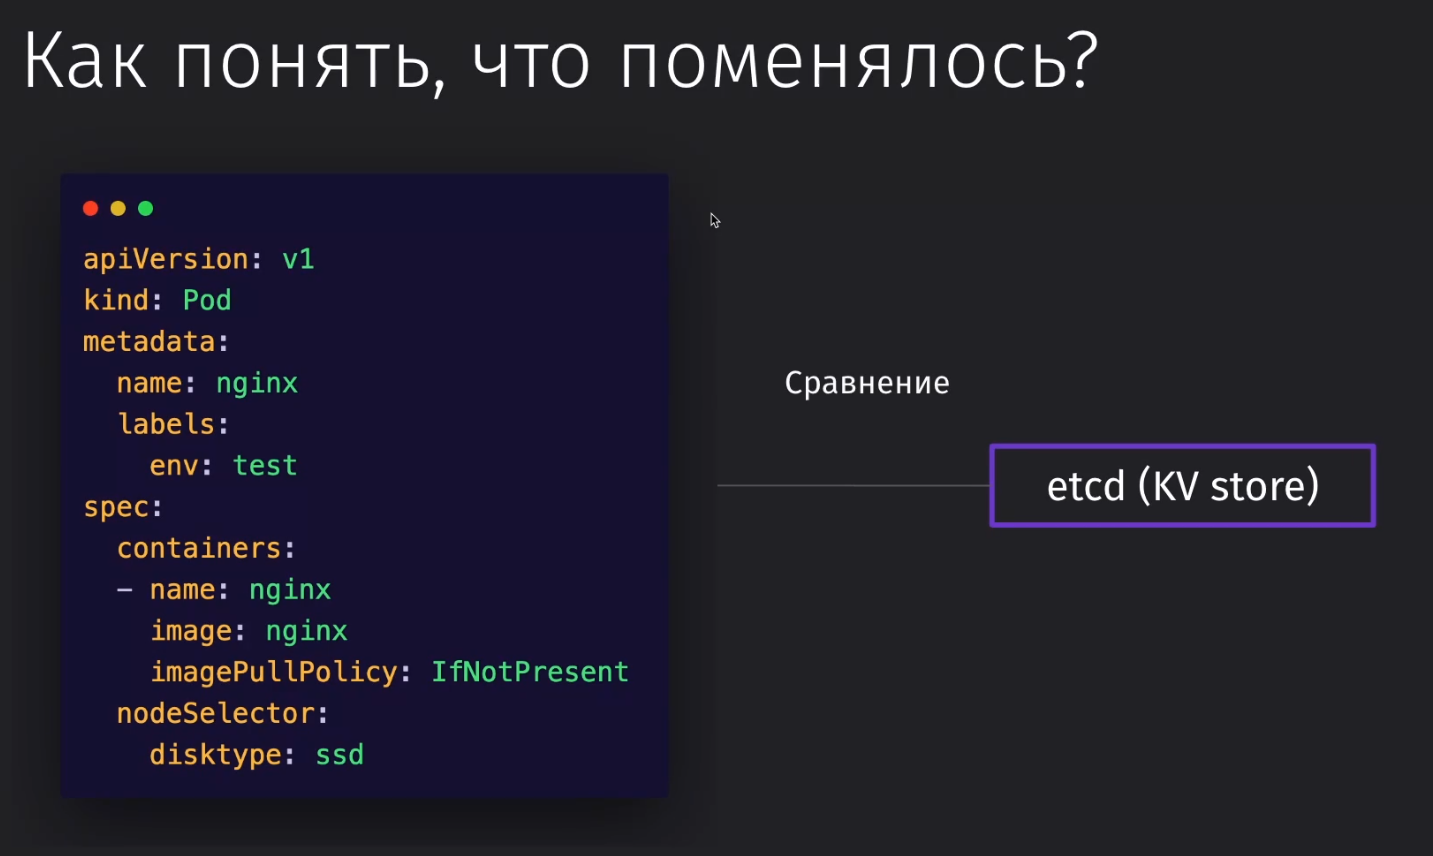 Как понять, что поменялось?
apiVersion: v1
kind: Pod
metadata:
  name: nginx
  labels:
    env: test
spec:
  containers:
  - name: nginx
    image: nginx
    imagePullPolicy: IfNotPresent
  nodeSelector:
    disktype: ssd
Сравнение
etcd (KV store)